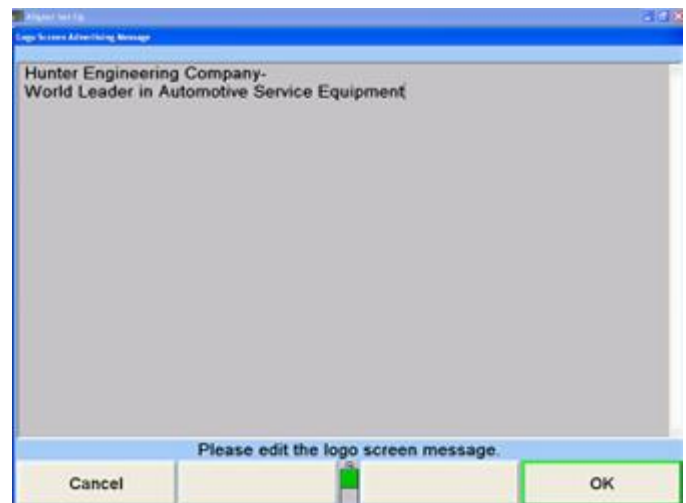 Aligner Set Up
Logo Screen Advertising Message
Hunter Engineering Company-
World Leader in Automotive Service Equipment
Please edit the logo screen message.
Cancel
OK